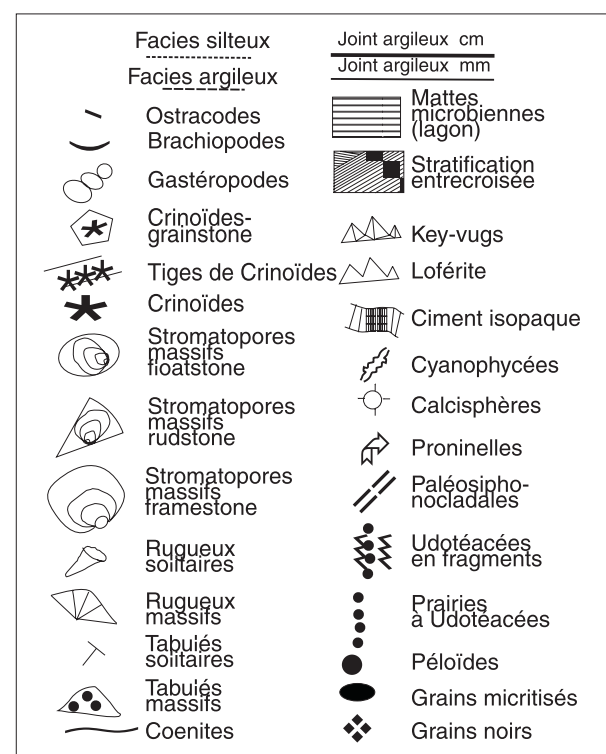 Facies silteux
Facies argileux
Ostracodes
Brachiopodes
Gastéropodes
Crinoïdes-
grainstone
Tiges de Crinoïdes
Crinoïdes
Stromatopores
massifs
floatstone
Stromatopores
massifs
rudstone
Stromatopores
massifs
framestone
Rugueux
solitaires
Rugueux
massifs
Tabulés
solitaires
Tabulés
massifs
Coenites
Joint argileux cm
Joint argileux mm
Mattes
microbiennes
(lagon)
Stratification
entrecroisée
Key-vugs
Loférite
Ciment isopaque
Cyanophycées
Calcisphères
Proninelles
Paléosipho-
nocladales
Udotéacées
en fragments
Prairies
à Udotéacées
Péloïdes
Grains micritisés
Grains noirs